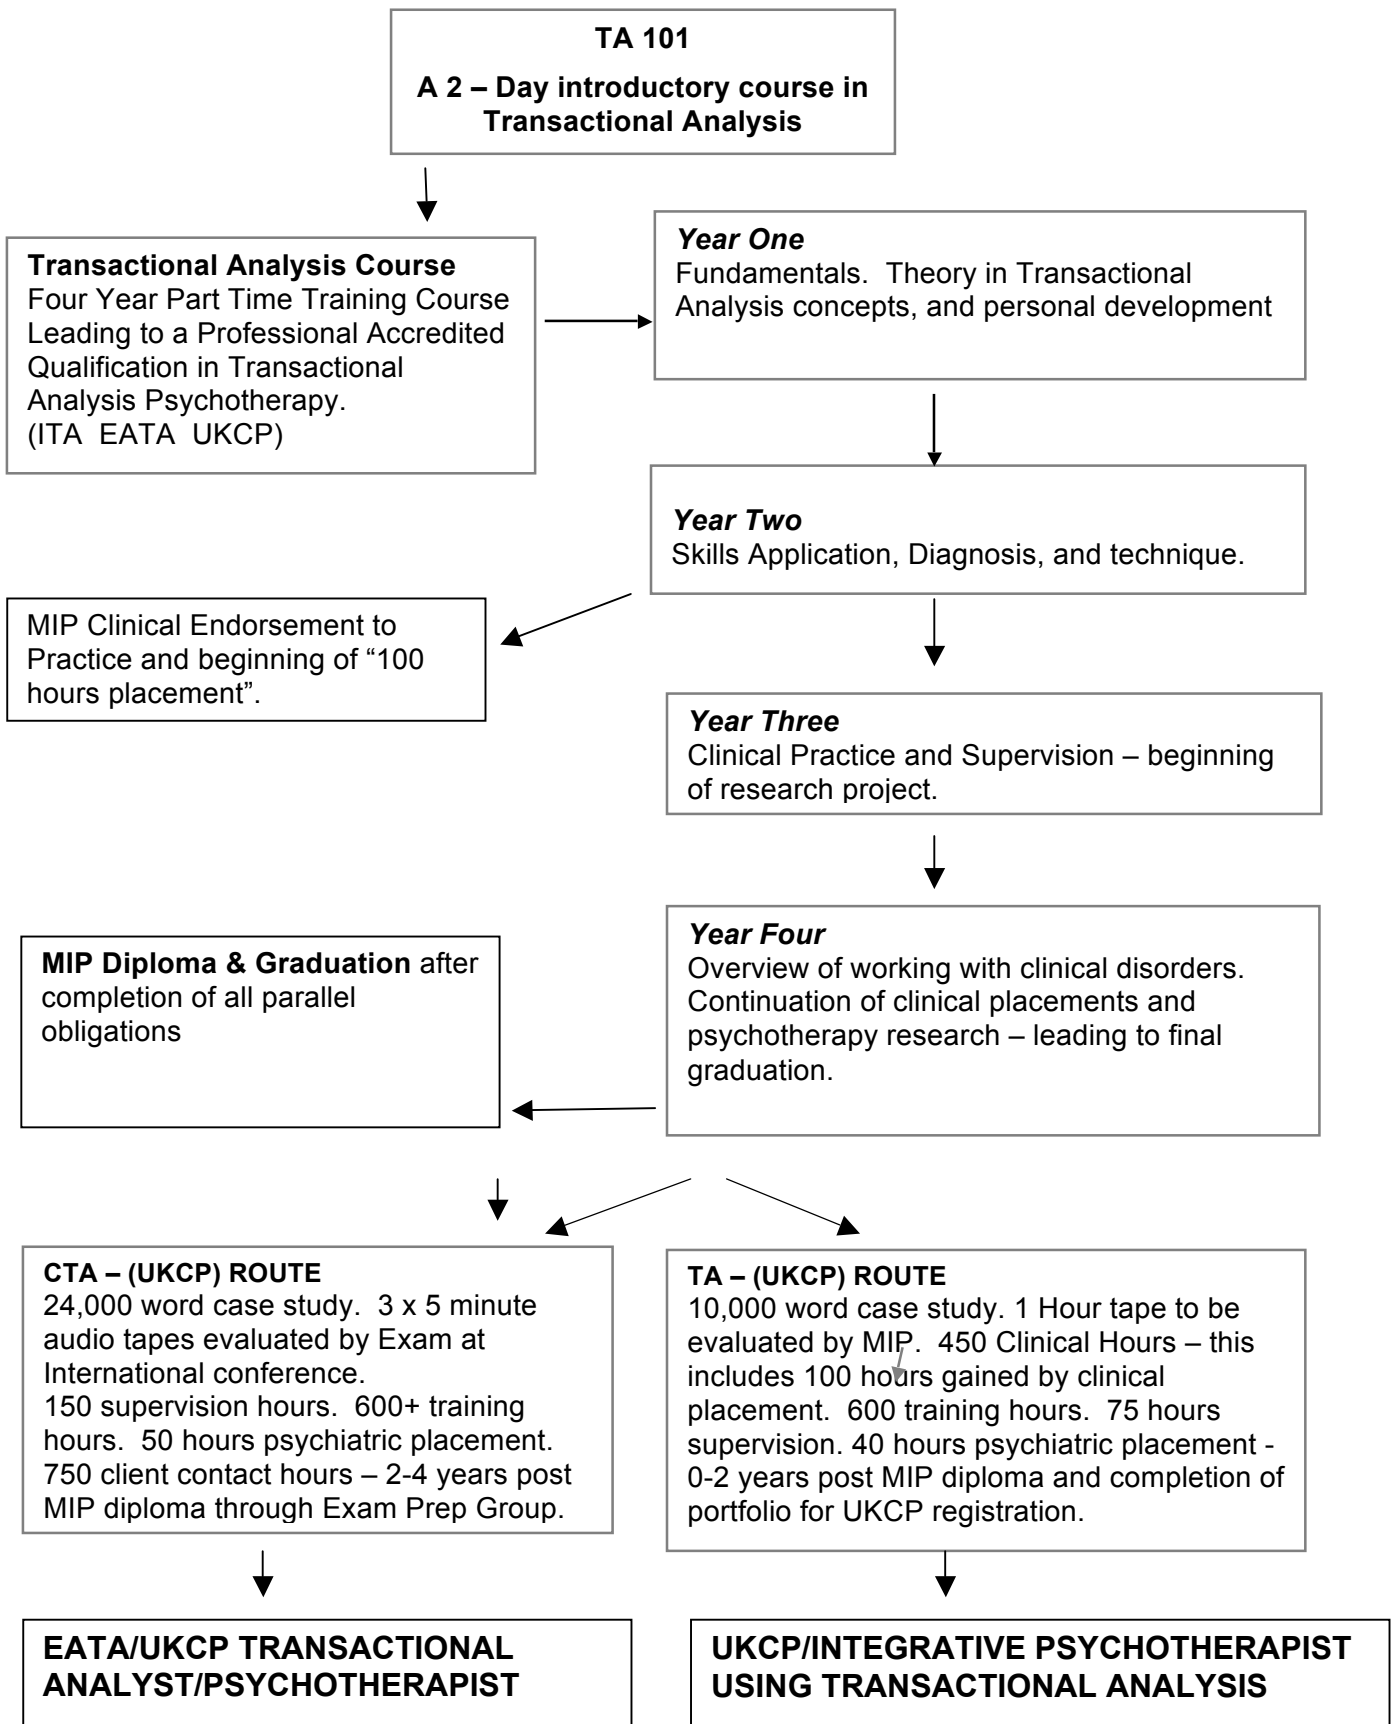 TA 101
A 2 – Day introductory course in
Transactional Analysis
Transactional Analysis Course
Four Year Part Time Training Course
Leading to a Professional Accredited
Qualification in Transactional
Analysis Psychotherapy.
(ITA  EATA  UKCP)
Year One
Fundamentals.  Theory in Transactional
Analysis concepts, and personal development
Year Two
Skills Application, Diagnosis, and technique.
MIP Clinical Endorsement to
Practice and beginning of “100
hours placement”.
Year Three
Clinical Practice and Supervision – beginning
of research project.
Year Four
Overview of working with clinical disorders.
Continuation of clinical placements and
psychotherapy research – leading to final
graduation.
MIP Diploma & Graduation after
completion of all parallel
obligations
CTA – (UKCP) ROUTE
24,000 word case study.  3 x 5 minute
audio tapes evaluated by Exam at
International conference.
150 supervision hours.  600+ training
hours.  50 hours psychiatric placement.
750 client contact hours – 2-4 years post
MIP diploma through Exam Prep Group.
TA – (UKCP) ROUTE
10,000 word case study. 1 Hour tape to be
evaluated by MIP.  450 Clinical Hours – this
includes 100 hours gained by clinical
placement.  600 training hours.  75 hours
supervision. 40 hours psychiatric placement -
0-2 years post MIP diploma and completion of
portfolio for UKCP registration.
EATA/UKCP TRANSACTIONAL
ANALYST/PSYCHOTHERAPIST
UKCP/INTEGRATIVE PSYCHOTHERAPIST
USING TRANSACTIONAL ANALYSIS